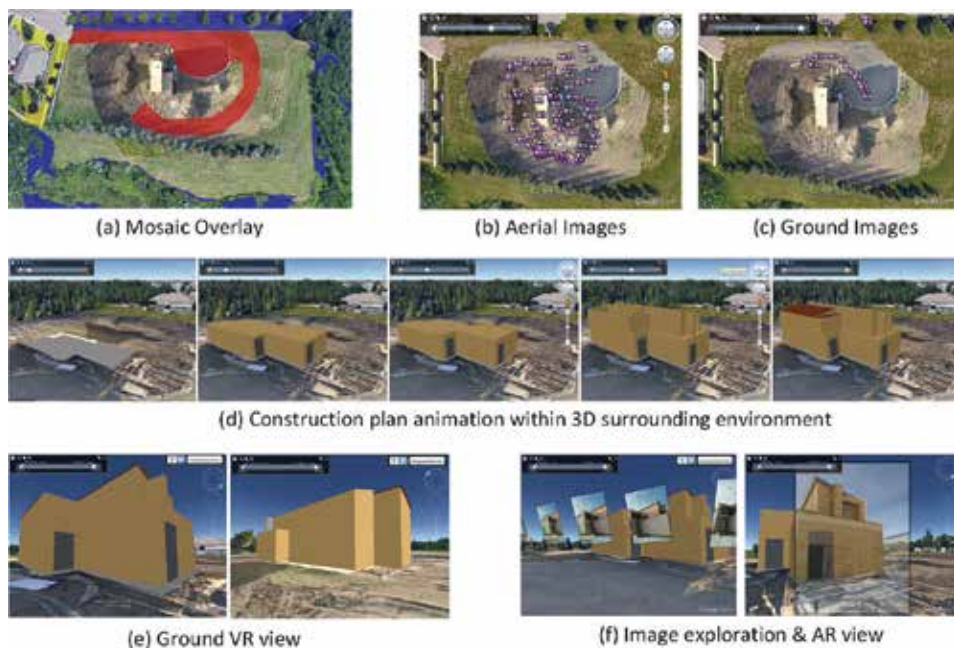 (a) Mosaic Overlay
(b) Aerial Images
(c) Ground Images
(d) Construction plan animation within 3D surrounding environment
(e) Ground VR view
(f) Image exploration & AR view